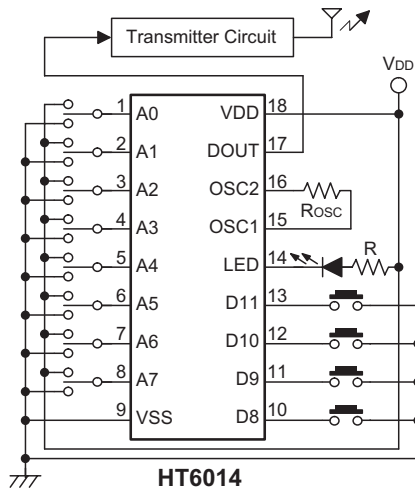 Transmitter Circuit
VDD
1 A0 VDD 18
2 A1 DOUT 17
3 A2 OSC2 16
ROSC
4 A3 OSC1 15
5 A4 LED 14 R
6 A5 D11 13
7 A6 D10 12
8 A7 D9 11
9 VSS D8 10
HT6014